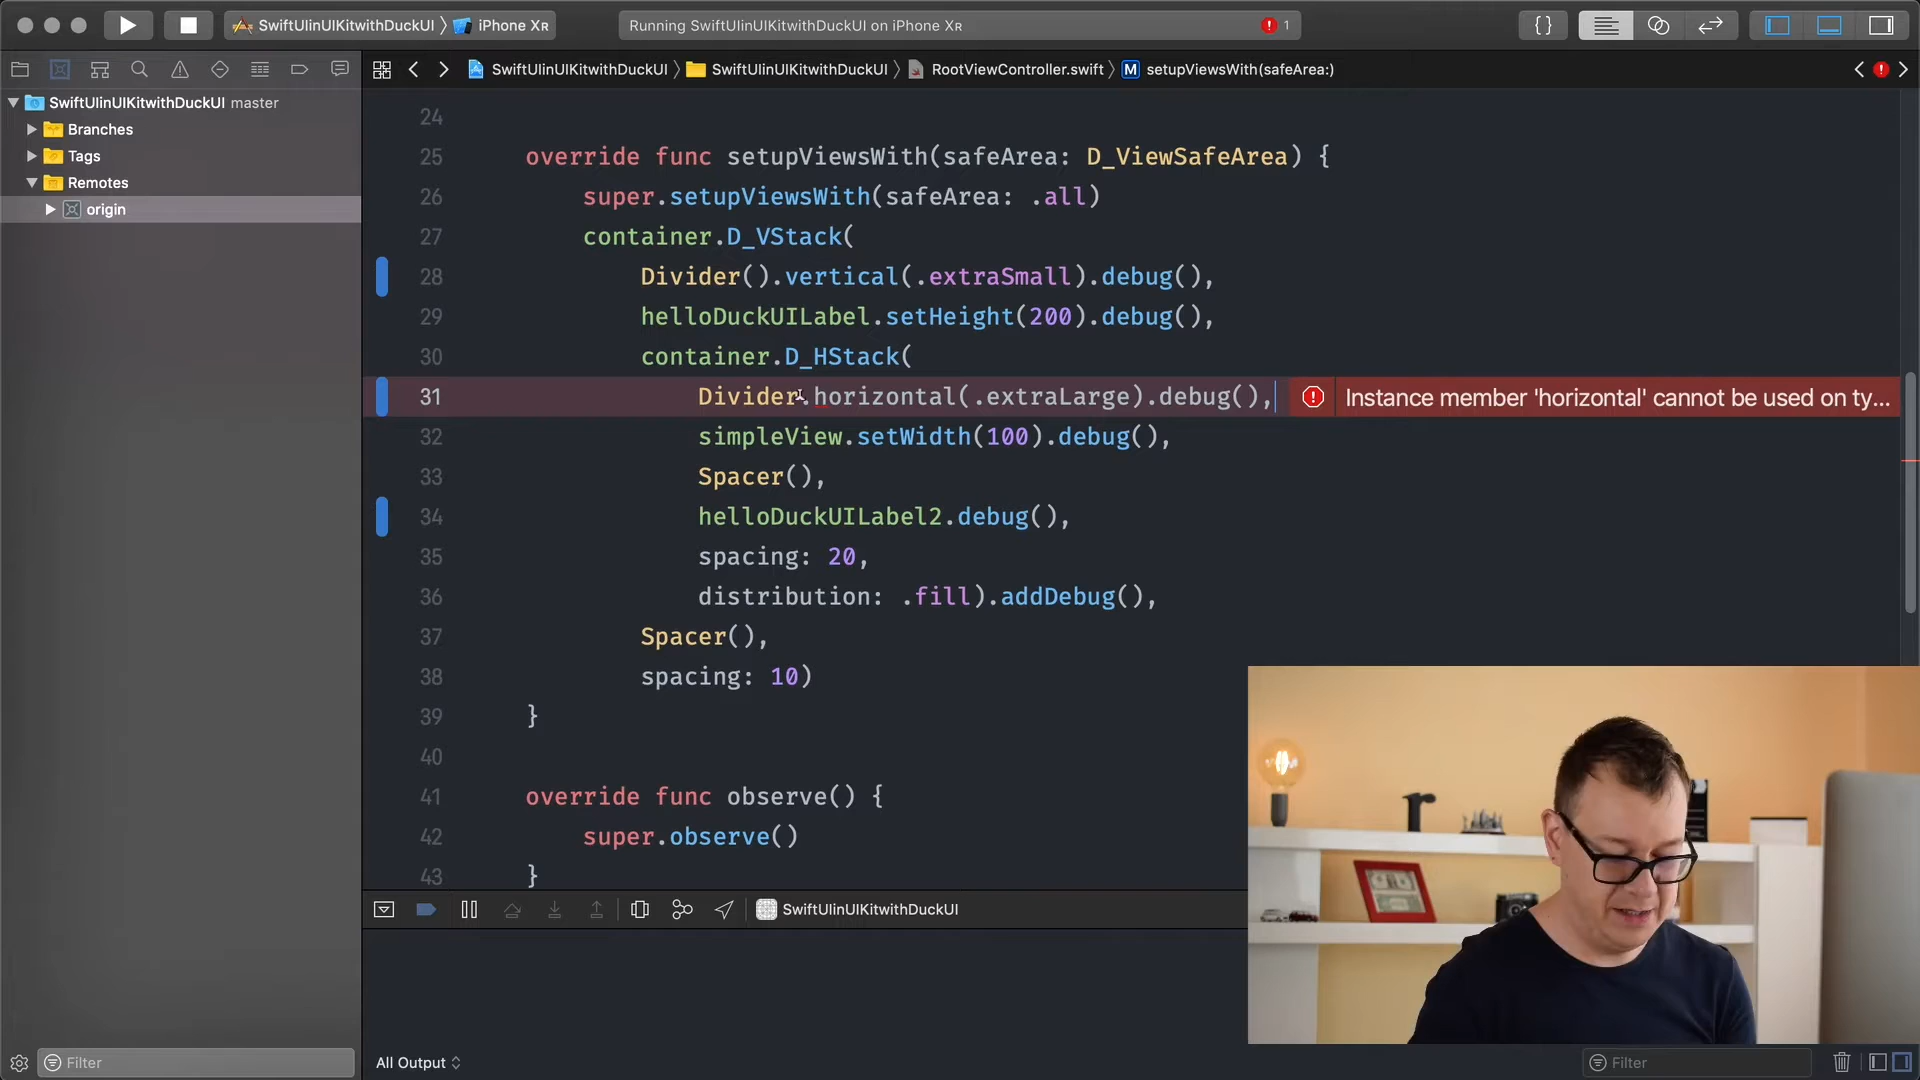 SwiftUIinUIKitwithDuckUI
iPhone XR
Running SwiftUIinUIKitwithDuckUI on iPhone XR
1
SwiftUIinUIKitwithDuckUI
SwiftUIinUIKitwithDuckUI
RootViewController.swift
M
setupViewsWith(safeArea:)
SwiftUIinUIKitwithDuckUI master
Branches
Tags
Remotes
origin
24
25 override func setupViewsWith(safeArea: D_ViewSafeArea) {
26 super.setupViewsWith(safeArea: .all)
27 container.D_VStack(
28 Divider().vertical(.extraSmall).debug(),
29 helloDuckUILabel.setHeight(200).debug(),
30 container.D_HStack(
31 Divider.horizontal(.extraLarge).debug(), Instance member 'horizontal' cannot be used on ty...
32 simpleView.setWidth(100).debug(),
33 Spacer(),
34 helloDuckUILabel2.debug(),
35 spacing: 20,
36 distribution: .fill).addDebug(),
37 Spacer(),
38 spacing: 10)
39 }
40
41 override func observe() {
42 super.observe()
43 }
SwiftUIinUIKitwithDuckUI
Filter
All Output
Filter